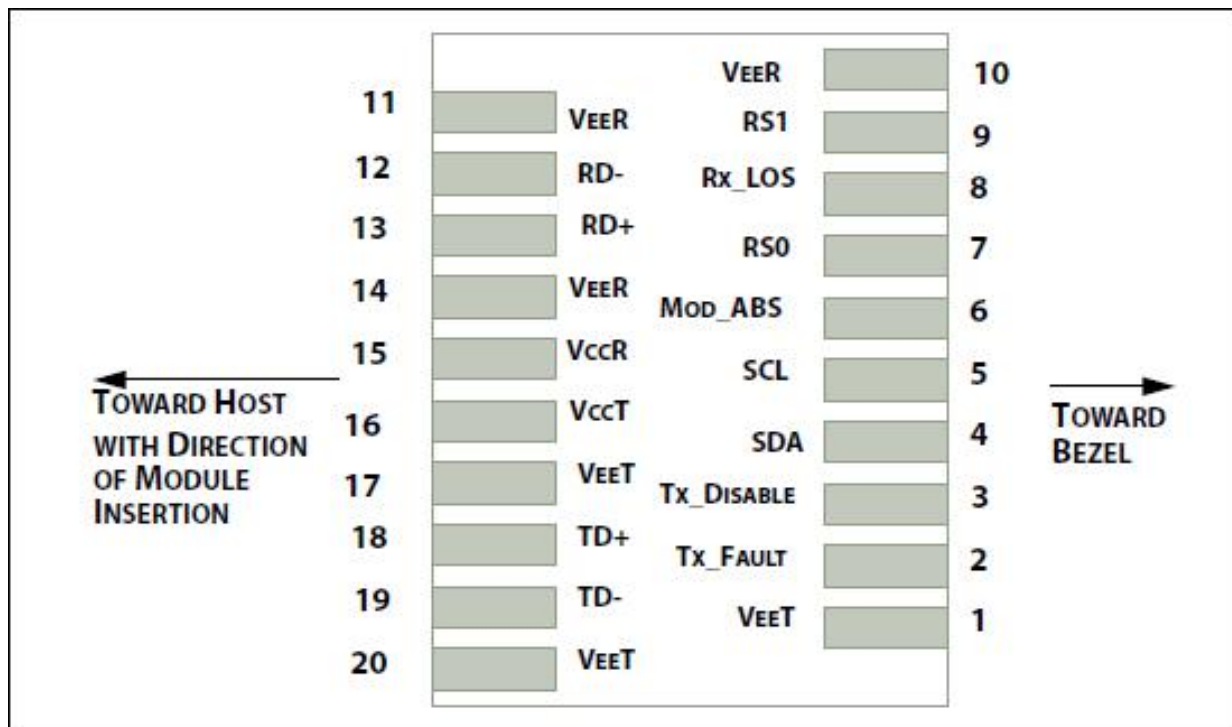 VEER 10
11 VEER
RS1 9
12 RD-
RX_LOS 8
13 RD+
RS0 7
14 VEER
MOD_ABS 6
15 VCCR
SCL 5
TOWARD HOST
WITH DIRECTION
OF MODULE
INSERTION
TOWARD
BEZEL
16 VCCT
SDA 4
17 VEET
TX_DISABLE 3
18 TD+
TX_FAULT 2
19 TD-
VEET 1
20 VEET